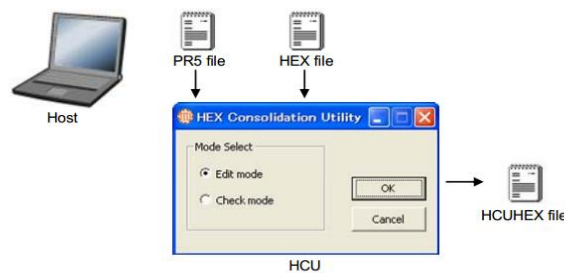 PR5 file
HEX file
Host
HEX Consolidation Utility
Mode Select
Edit mode
Check mode
OK
Cancel
HCUHEX file
HCU